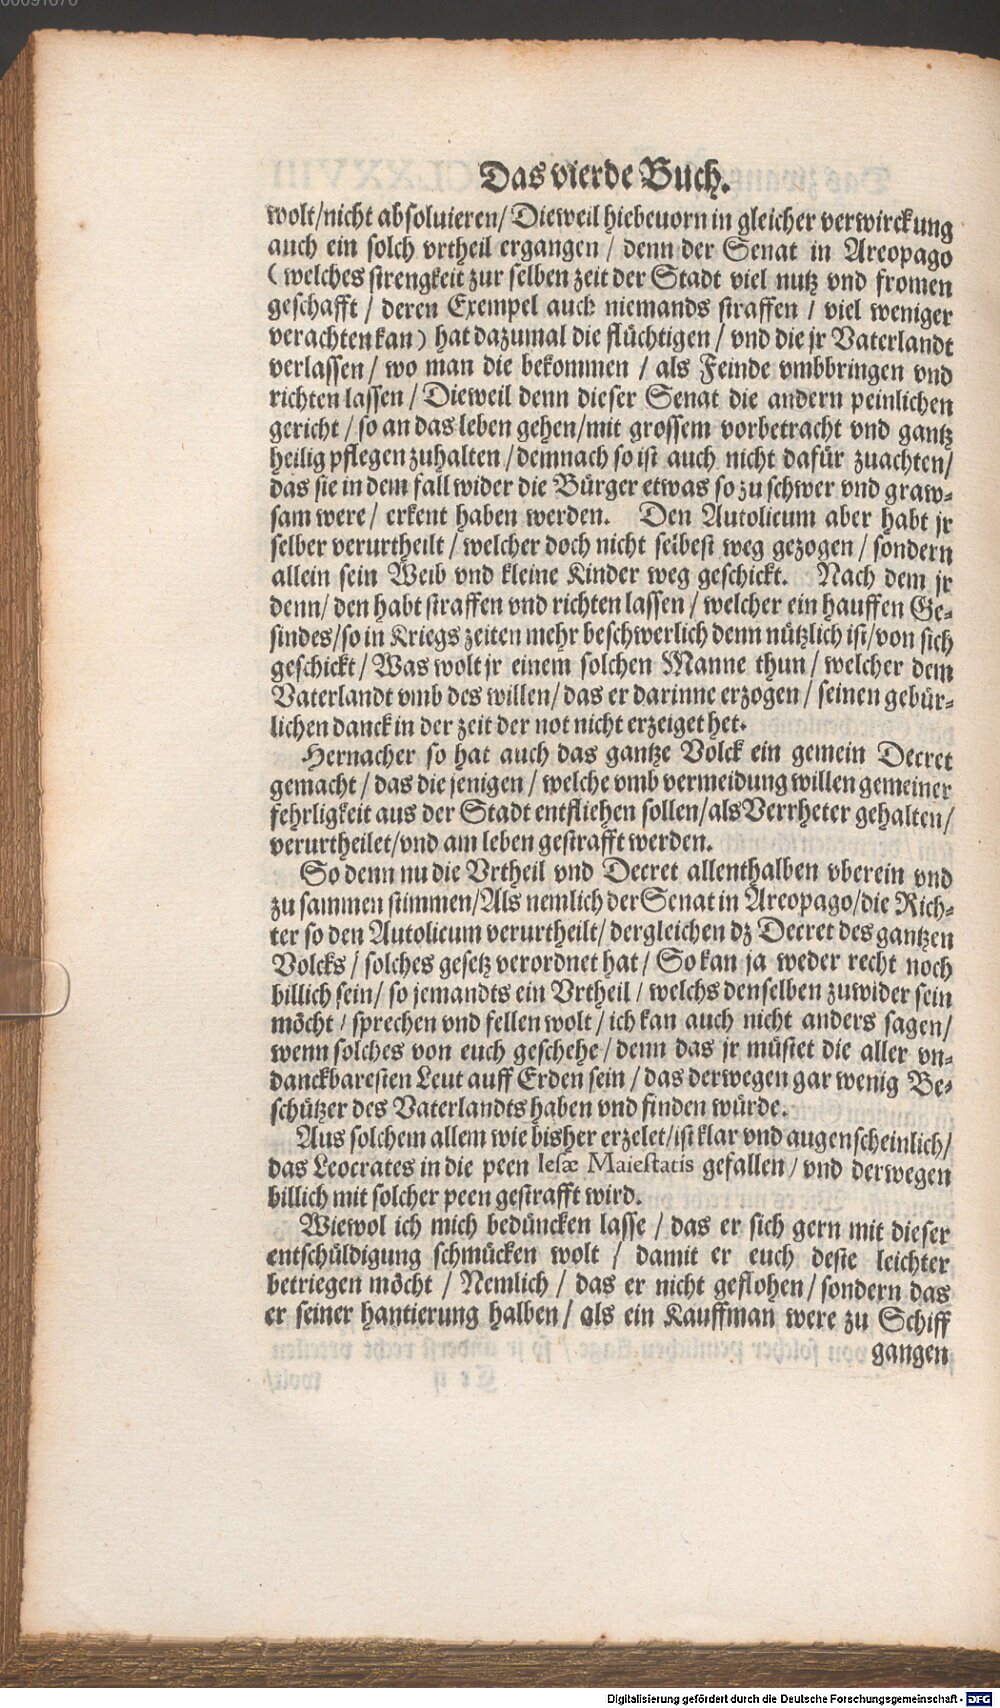 Das vierde Buch.
wolt/nicht absoluieren/Dieweil hiebeuorn in gleicher verwirckung
auch ein solch vrtheil ergangen / denn der Senat in Areopago
(welches strengkeit zur selben zeit der Stadt viel nutz vnd fromen
geschafft / deren Exempel auch niemands straffen / viel weniger
verachten kan) hat dazumal die flüchtigen / vnd die jr Vaterlandt
verlassen / wo man die bekommen / als Feinde vmbbringen vnd
richten lassen / Dieweil denn dieser Senat die andern peinlichen
gericht / so an das leben gehen/mit grossem vorbetracht vnd gantz
heilig pflegen zuhalten /demnach so ist auch nicht dafür zuachten/
das sie in dem fall wider die Bürger etwas so zu schwer vnd graw-
sam were/ erkent haben werden. Den Autolicum aber habt jr
selber verurtheilt / welcher doch nicht selbest weg gezogen / sondern
allein sein Weib vnd kleine Kinder weg geschickt. Nach dem jr
denn/ den habt straffen vnd richten lassen / welcher ein hauffen Ge-
sindes/so in Kriegs zeiten mehr beschwerlich denn nützlich ist/von sich
geschickt / Was wolt jr einem solchen Manne thun / welcher dem
Vaterlandt vmb des willen/das er darinne erzogen / seinen gebür-
lichen danck in der zeit der not nicht erzeiget het.
Hernacher so hat auch das gantze Volck ein gemein Decret
gemacht / das die jenigen / welche vmb vermeidung willen gemeiner
fehrligkeit aus der Stadt entfliehen sollen/als Verrheter gehalten/
verurtheilet/vnd am leben gestrafft werden.
So denn nu die Vrtheil vnd Decret allenthalben vberein vnd
zu sammen stimmen/Als nemlich der Senat in Areopago/die Rich-
ter so den Autolicum verurtheilt/ dergleichen dz Decret des gantzen
Volcks / solches gesetz verordnet hat/ So kan ja weder recht noch
billich sein/ so jemandts ein Vrtheil / welchs denselben zuwider sein
möcht / sprechen vnd fellen wolt / ich kan auch nicht anders sagen/
wenn solches von euch geschehe / denn das jr müstet die aller vn-
danckbaresten Leut auff Erden sein / das derwegen gar wenig Be-
schützer des Vaterlandts haben vnd finden würde.
Aus solchem allem wie bisher erzelet/ist klar vnd augenscheinlich/
das Leocrates in die peen lesæ Maiestatis gefallen / vnd derwegen
billich mit solcher peen gestrafft wird.
Wiewol ich mich bedüncken lasse / das er sich gern mit dieser
entschüldigung schmücken wolt / damit er euch deste leichter
betriegen möcht / Nemlich / das er nicht geflohen/ sondern das
er seiner hantierung halben / als ein Kauffman were zu Schiff
gangen
Digitalisierung gefördert durch die Deutsche Forschungsgemeinschaft - DFG